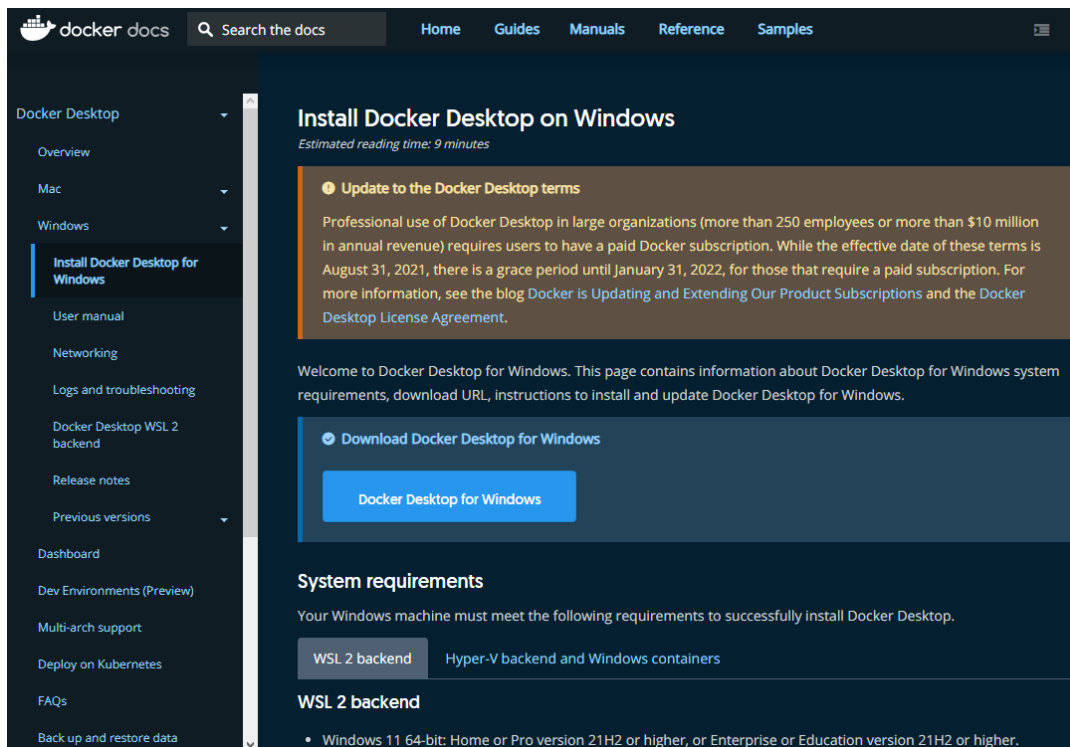 docker docs
Search the docs
Home
Guides
Manuals
Reference
Samples
Docker Desktop
Overview
Mac
Windows
Install Docker Desktop for
Windows
User manual
Networking
Logs and troubleshooting
Docker Desktop WSL 2
backend
Release notes
Previous versions
Dashboard
Dev Environments (Preview)
Multi-arch support
Deploy on Kubernetes
FAQs
Back up and restore data
Install Docker Desktop on Windows
Estimated reading time: 9 minutes
Update to the Docker Desktop terms
Professional use of Docker Desktop in large organizations (more than 250 employees or more than $10 million
in annual revenue) requires users to have a paid Docker subscription. While the effective date of these terms is
August 31, 2021, there is a grace period until January 31, 2022, for those that require a paid subscription. For
more information, see the blog Docker is Updating and Extending Our Product Subscriptions and the Docker
Desktop License Agreement.
Welcome to Docker Desktop for Windows. This page contains information about Docker Desktop for Windows system
requirements, download URL, instructions to install and update Docker Desktop for Windows.
Download Docker Desktop for Windows
Docker Desktop for Windows
System requirements
Your Windows machine must meet the following requirements to successfully install Docker Desktop.
WSL 2 backend
Hyper-V backend and Windows containers
WSL 2 backend
• Windows 11 64-bit: Home or Pro version 21H2 or higher, or Enterprise or Education version 21H2 or higher.